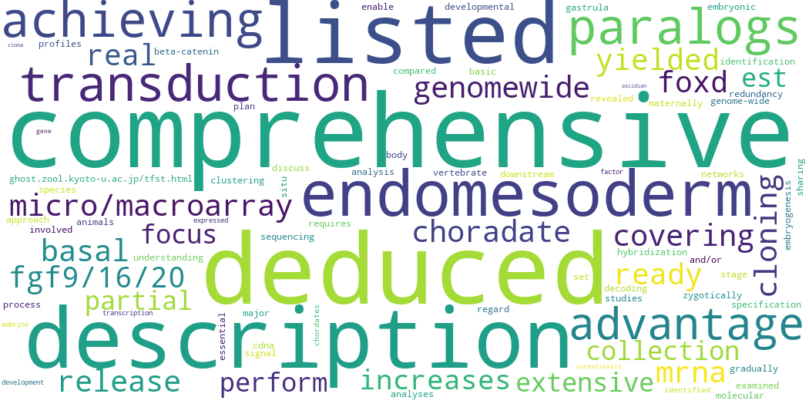 achieving listed enable developmental gastrula embryonic
ciona profiles real beta-catenin paralogs
yielded identification
transduction compared basic genomewide foxd est
revealed maternally ascidian redundancy genome-wide
plan
comprehensive
gene
body
ghost.zool.kyoto-u.ac.jp/tfst.html clustering discuss analysis vertebrate downstream factor networks
species situ endomesoderm embryogenesis sharing
micro/macroarray
approach animals requires
involved focus expressed choradate covering cloning
basal understanding sequencing deduced hybridization and/or
fgf9/16/20 set ready stage
decoding studies zygotically
process partial transcription major regard specification
embryos description essential chordates advantage
cdna signal collection
development release perform increases extensive mrna gradually
intentionally identified examined
analyses molecular